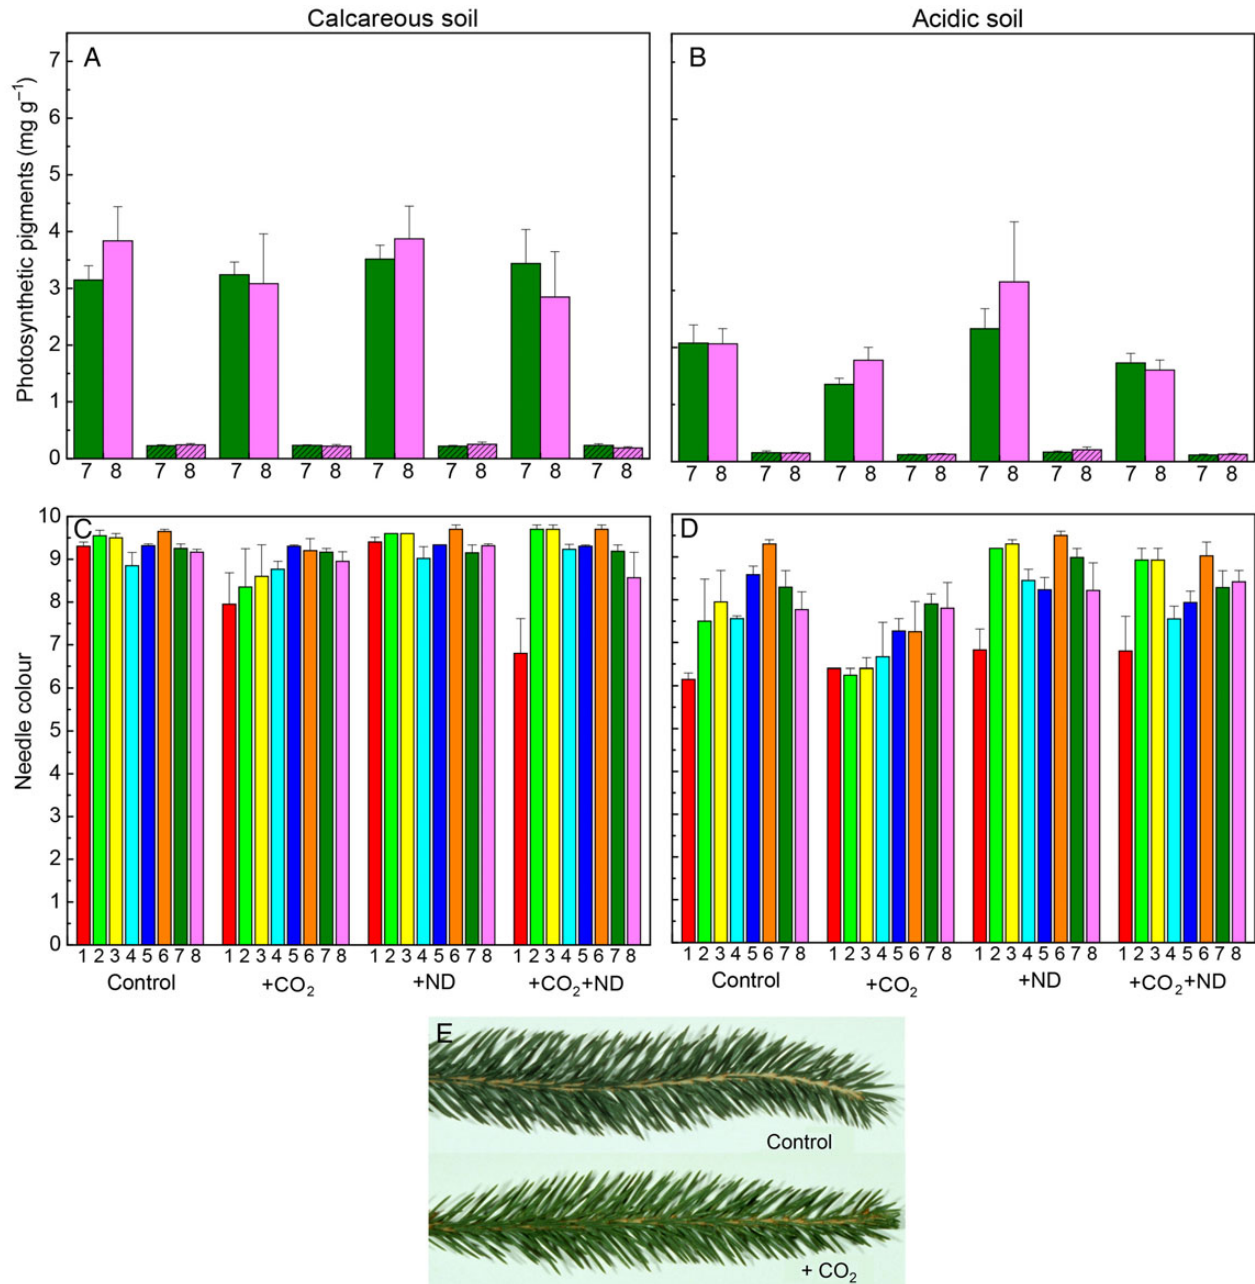 Calcareous soil
Acidic soil
Photosynthetic pigments (mg g⁻¹)
A
7
6
5
4
3
2
1
0
7 8 7 8 7 8 7 8 7 8 7 8 7 8 7 8
B
7 8 7 8 7 8 7 8 7 8 7 8 7 8 7 8
Needle colour
C
10
9
8
7
6
5
4
3
2
1
0
1 2 3 4 5 6 7 8 1 2 3 4 5 6 7 8 1 2 3 4 5 6 7 8 1 2 3 4 5 6 7 8
Control +CO₂ +ND +CO₂+ND
D
1 2 3 4 5 6 7 8 1 2 3 4 5 6 7 8 1 2 3 4 5 6 7 8 1 2 3 4 5 6 7 8
Control +CO₂ +ND +CO₂+ND
E
Control
+ CO₂